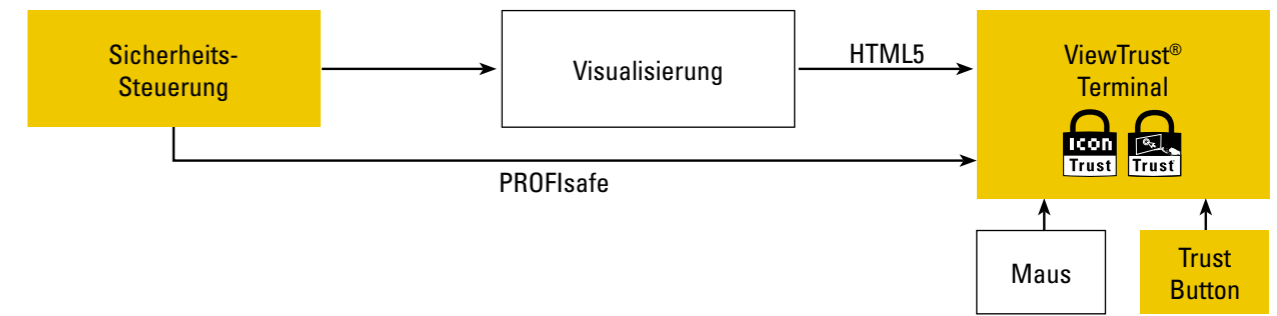 Sicherheits-
Steuerung
Visualisierung
HTML5
ViewTrust®
Terminal
icon
Trust
Trust
PROFIsafe
Maus
Trust
Button